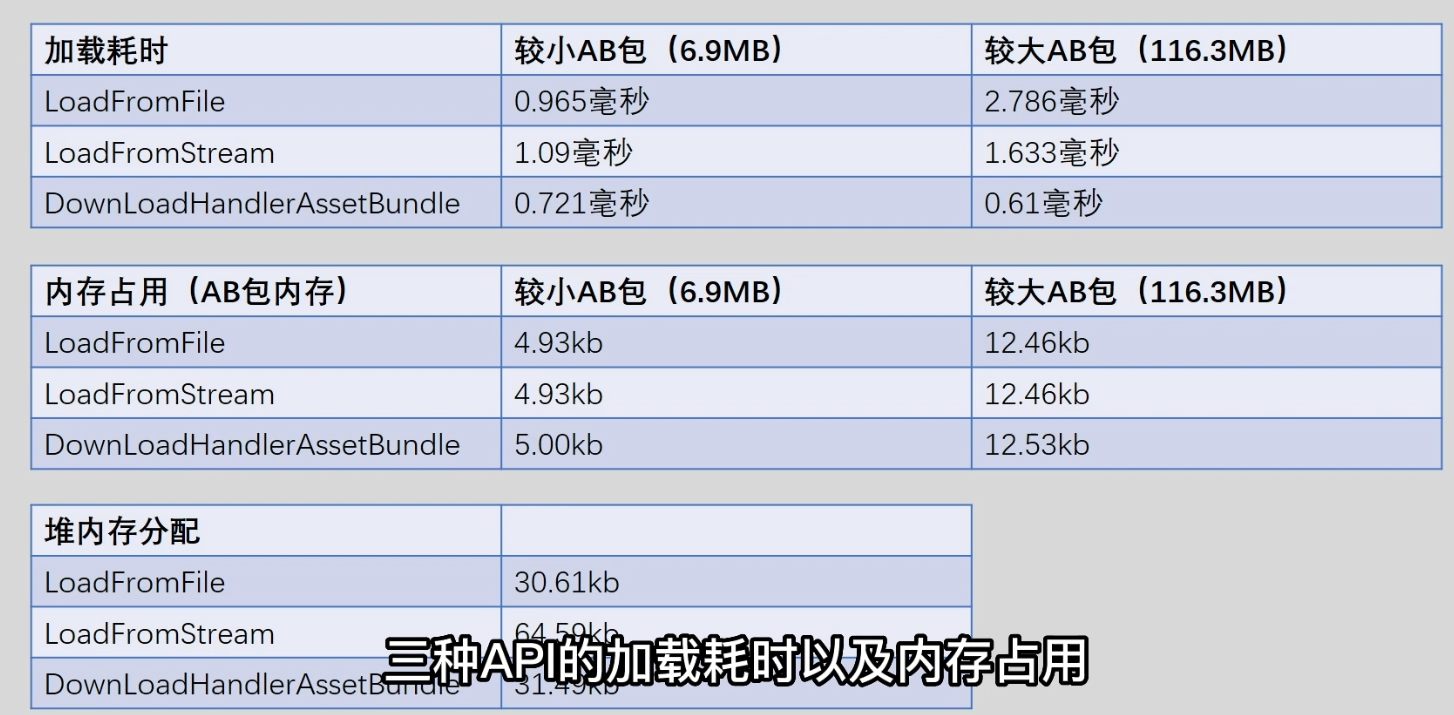 加载耗时 较小AB包（6.9MB） 较大AB包（116.3MB）
LoadFromFile 0.965毫秒 2.786毫秒
LoadFromStream 1.09毫秒 1.633毫秒
DownLoadHandlerAssetBundle 0.721毫秒 0.61毫秒
内存占用（AB包内存） 较小AB包（6.9MB） 较大AB包（116.3MB）
LoadFromFile 4.93kb 12.46kb
LoadFromStream 4.93kb 12.46kb
DownLoadHandlerAssetBundle 5.00kb 12.53kb
堆内存分配
LoadFromFile 30.61kb
LoadFromStream 64.59kb
三种API的加载耗时以及内存占用
DownLoadHandlerAssetBundle 31.49kb